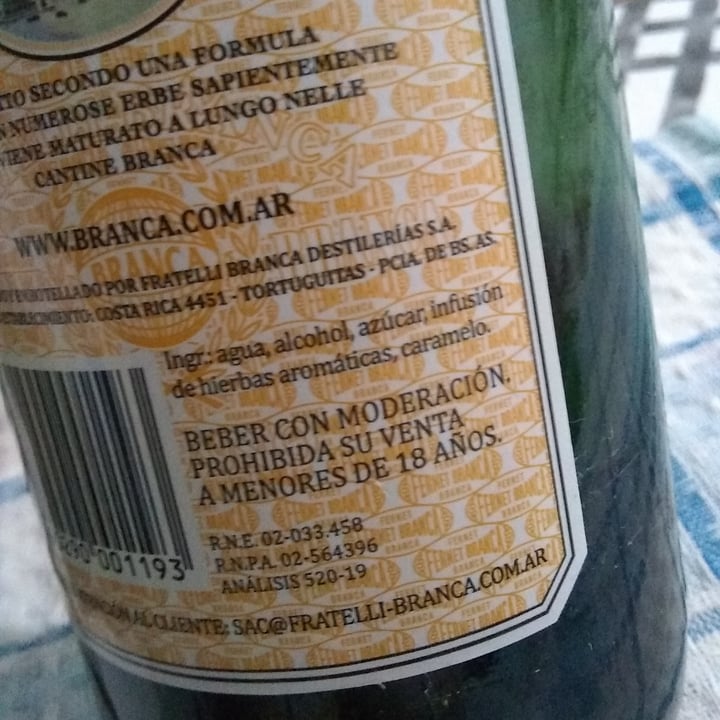 SECONDO UNA FORMULA
NUMEROSE ERBE SAPIENTEMENTE
VIENE MATURATO A LUNGO NELLE
CANTINE BRANCA
WWW.BRANCA.COM.AR
POR FRATELLI BRANCA DESTILERÍAS S.A.
COSTA RICA 4451 - TORTUGUITAS - PCIA. DE BS. AS.
Ingr.: agua, alcohol, azúcar, infusión
de hierbas aromáticas, caramelo.
BEBER CON MODERACIÓN.
PROHIBIDA SU VENTA
A MENORES DE 18 AÑOS.
R.N.E. 02-033.458
R.N.P.A. 02-564396
ANÁLISIS 520-19
001193
AL CLIENTE: SAC@FRATELLI-BRANCA.COM.AR